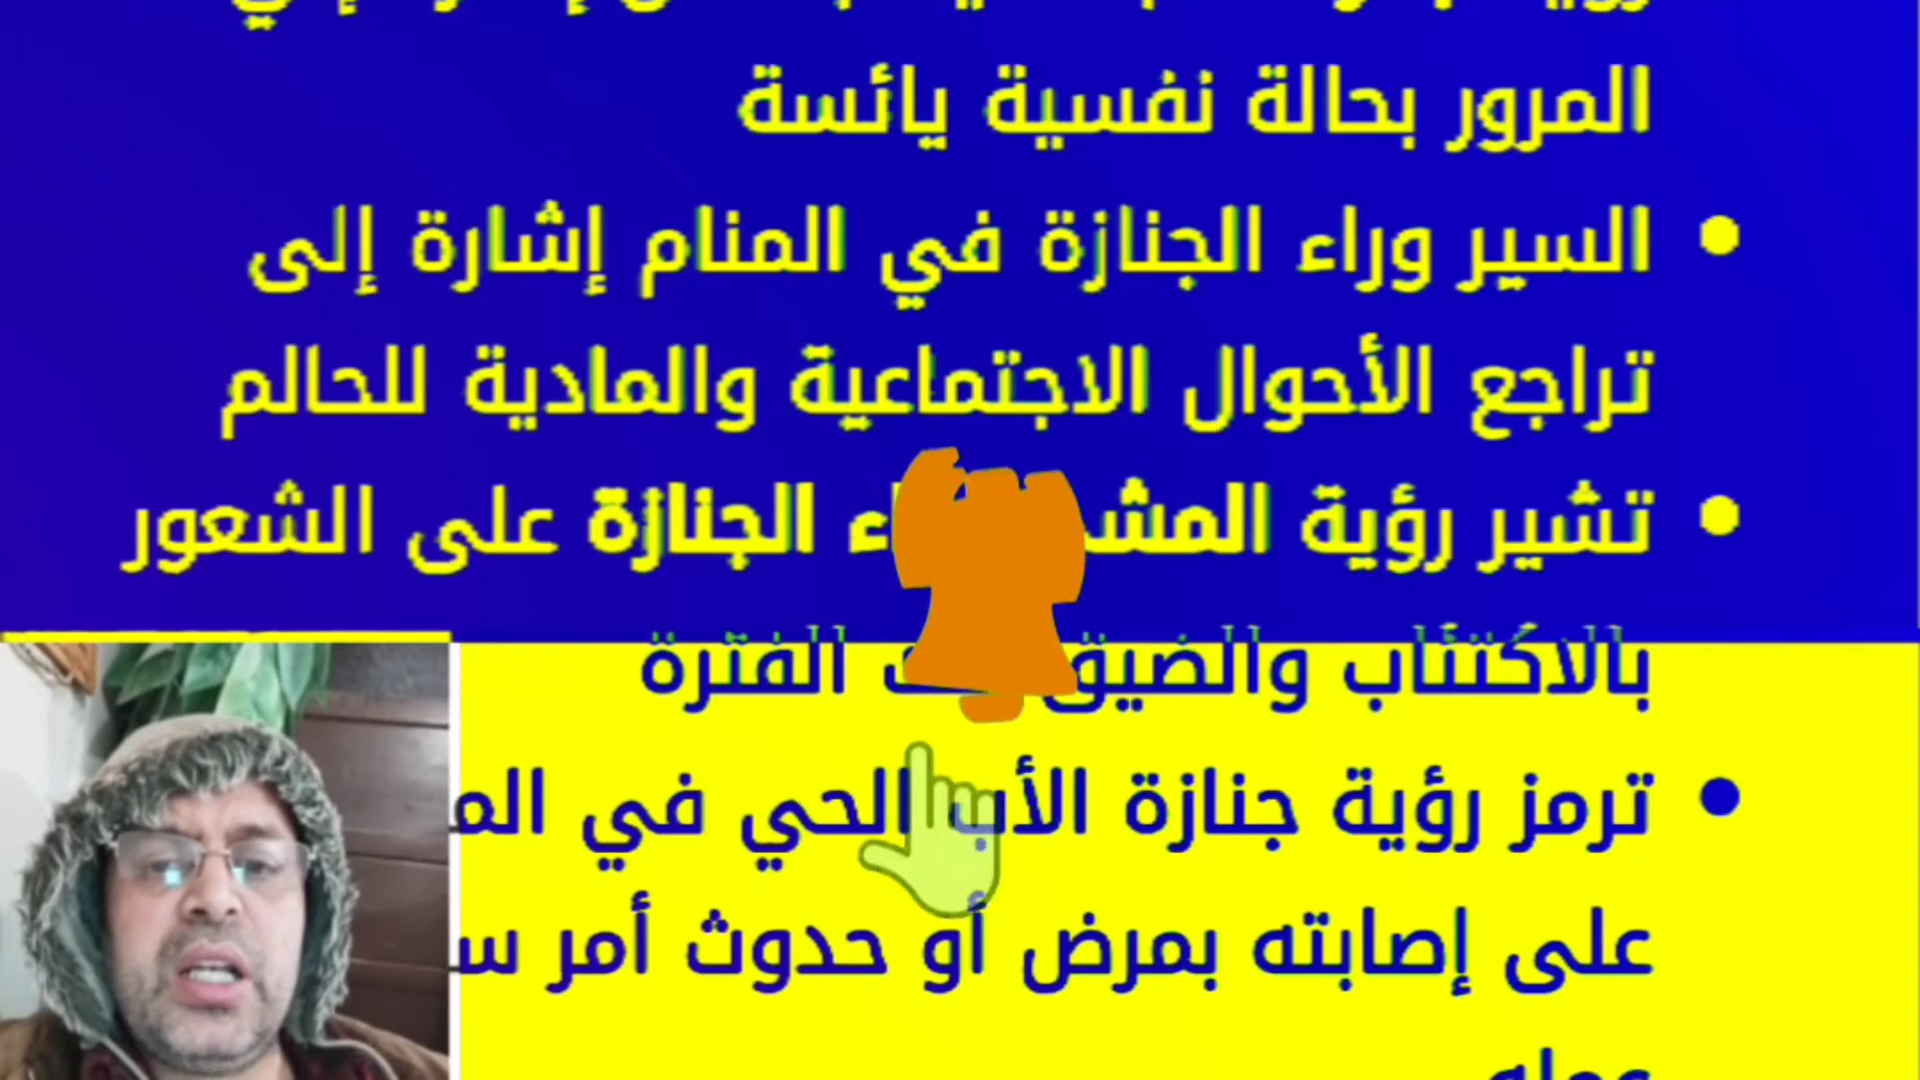 المرور بحالة نفسية يائسة
• السير وراء الجنازة في المنام إشارة إلى
تراجع الأحوال الاجتماعية والمادية للحالم
• تشير رؤية الجنازة على الشعور
بالاكتئاب والضيق الفترة
• ترمز رؤية جنازة الأب الحي في
على إصابته بمرض أو حدوث أمر